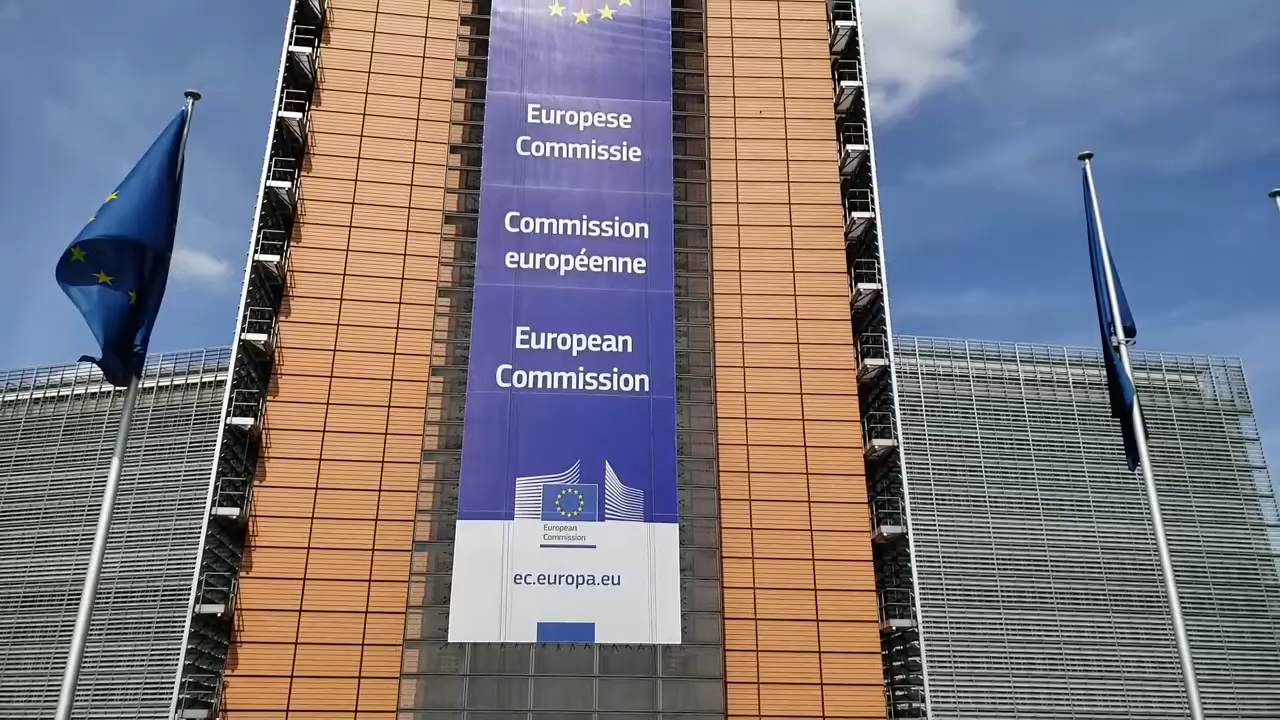 Europese
Commissie
Commission
européenne
European
Commission
European
Commission
ec.europa.eu